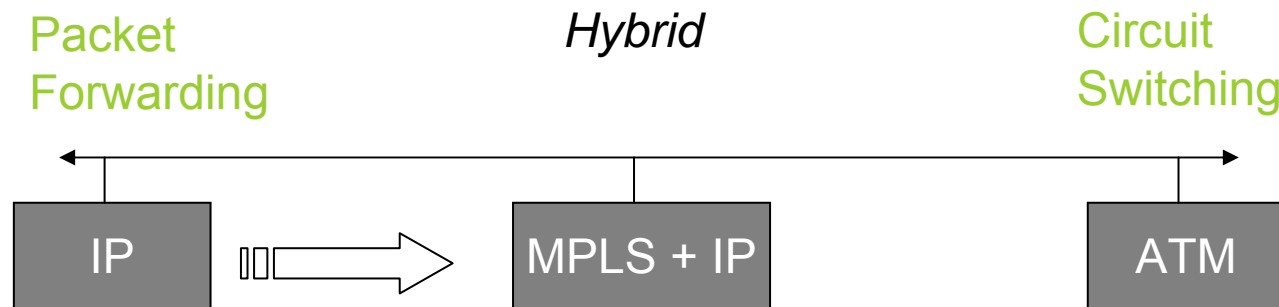 Packet
Forwarding
Hybrid
Circuit
Switching
IP
MPLS + IP
ATM